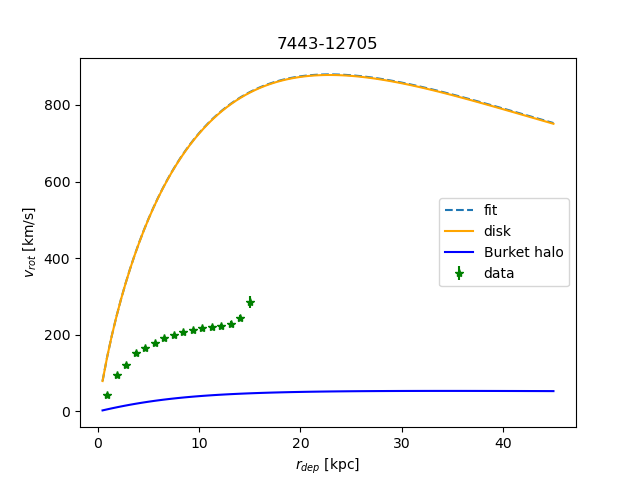 7443-12705
800
600
400
200
0
v_rot [km/s]
fit
disk
Burket halo
data
0 10 20 30 40
r_dep [kpc]